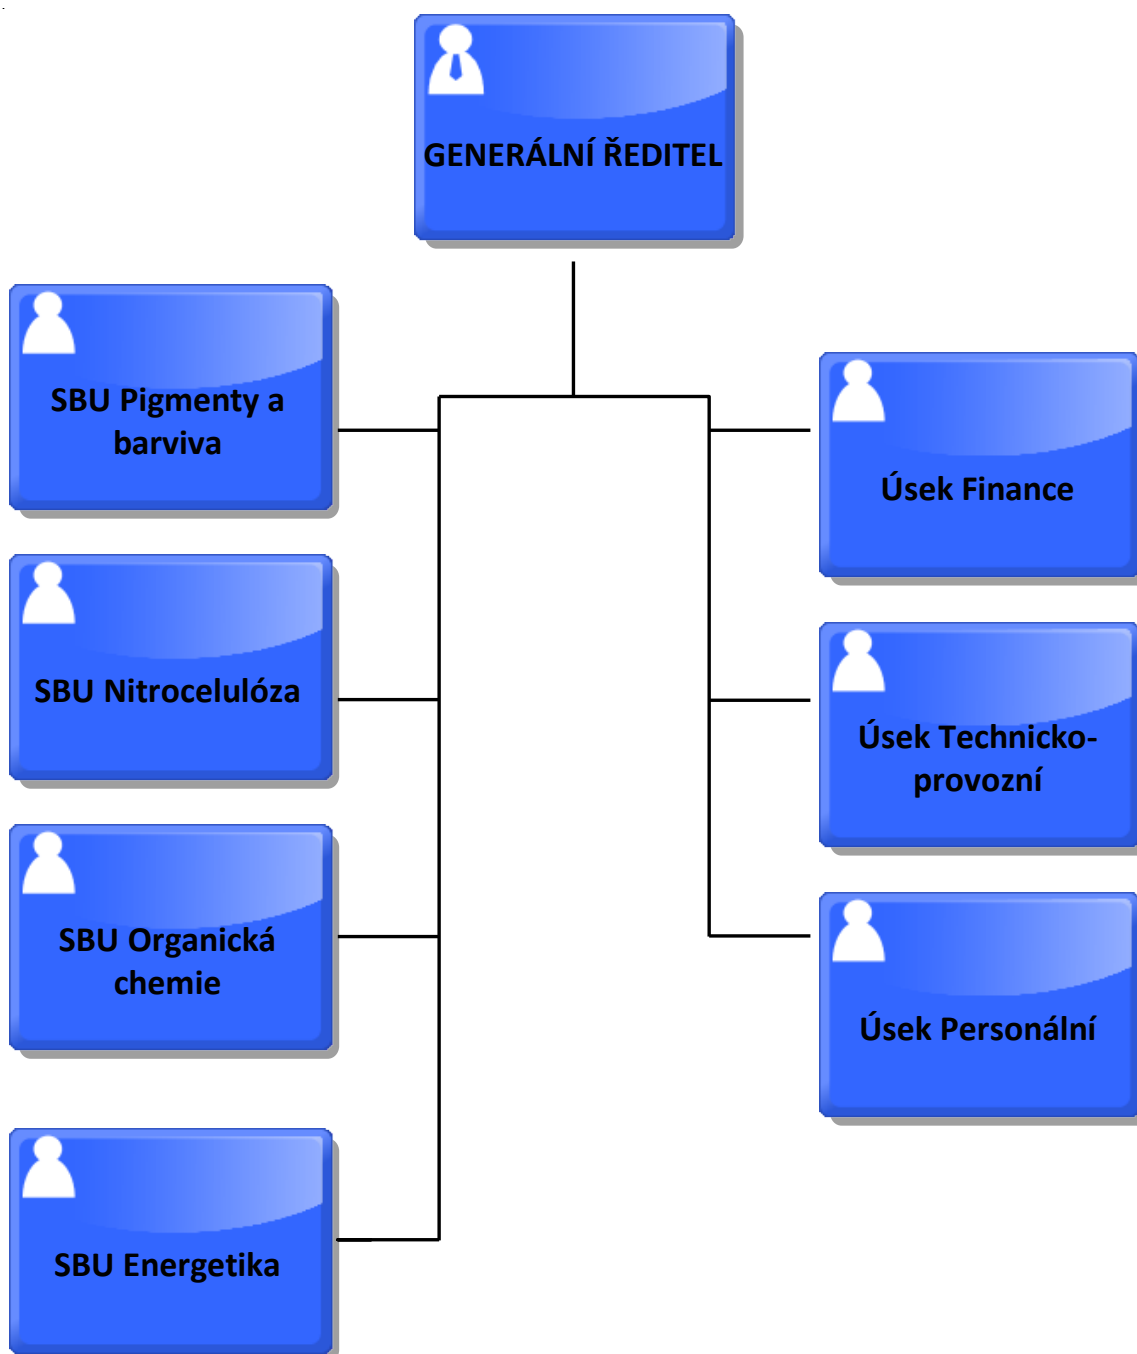 GENERÁLNÍ ŘEDITEL
SBU Pigmenty a
barviva
SBU Nitrocelulóza
SBU Organická
chemie
SBU Energetika
Úsek Finance
Úsek Technicko-
provozní
Úsek Personální